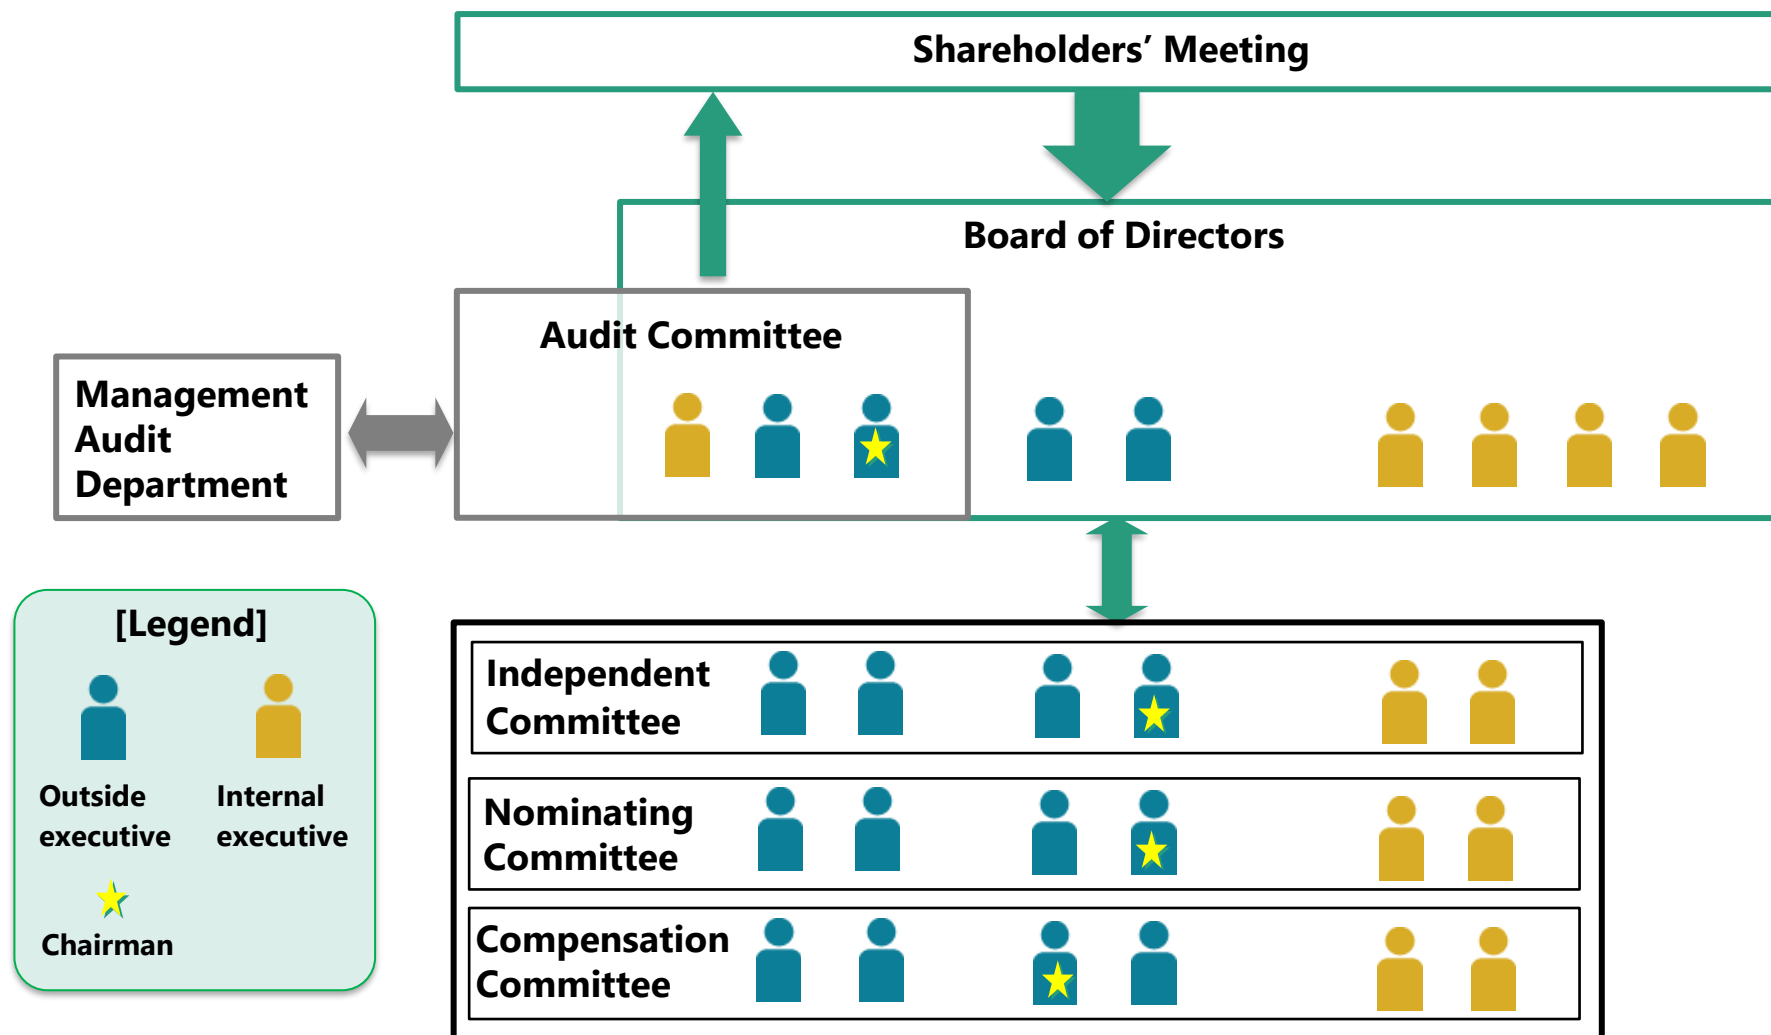 Shareholders’ Meeting
Board of Directors
Audit Committee
Management
Audit
Department
[Legend]
Outside
executive
Internal
executive
Chairman
Independent
Committee
Nominating
Committee
Compensation
Committee